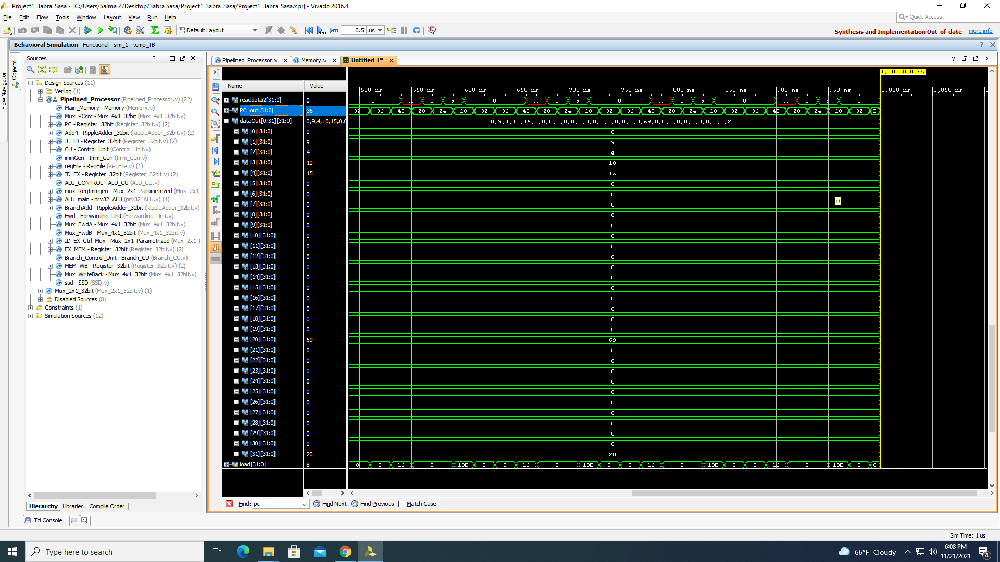 Project1_3abra_Sasa - [C:/Users/Salma Z/Desktop/3abra Sasa/Project1_3abra_Sasa/Project1_3abra_Sasa.xpr] - Vivado 2016.4
File Edit Flow Tools Window Layout View Run Help
Quick Access
Default Layout 0.5 us
Synthesis and Implementation Out-of-date more info
Behavioral Simulation - Functional - sim_1 - temp_TB
Flow Navigator
Objects
Sources
Design Sources (11)
Verilog (1)
Pipelined_Processor (Pipelined_Processor.v) (22)
Main_Memory - Memory (Memory.v)
Mux_PCsrc - Mux_4x1_32bit (Mux_4x1_32bit.v)
PC - Register_32bit (Register_32bit.v) (2)
Add4 - RippleAdder_32bit (RippleAdder_32bit.v) (2)
IF_ID - Register_32bit (Register_32bit.v) (2)
CU - Control_Unit (Control_Unit.v)
immGen - Imm_Gen (Imm_Gen.v)
regFile - RegFile (RegFile.v) (1)
ID_EX - Register_32bit (Register_32bit.v) (2)
ALU_CONTROL - ALU_CU (ALU_CU.v)
mux_RegImmgen - Mux_2x1_Parametrized (Mux_2x1_
ALU_main - prv32_ALU (prv32_ALU.v) (1)
BranchAdd - RippleAdder_32bit (RippleAdder_32bit.v)
Fwd - Forwarding_Unit (Forwarding_Unit.v)
Mux_FwdA - Mux_4x1_32bit (Mux_4x1_32bit.v)
Mux_FwdB - Mux_4x1_32bit (Mux_4x1_32bit.v)
ID_EX_Ctrl_Mux - Mux_2x1_Parametrized (Mux_2x1_F
EX_MEM - Register_32bit (Register_32bit.v) (2)
Branch_Control_Unit - Branch_CU (Branch_CU.v)
MEM_WB - Register_32bit (Register_32bit.v) (2)
Mux_WriteBack - Mux_4x1_32bit (Mux_4x1_32bit.v)
ssd - SSD (SSD.v)
Mux_2x1_32bit (Mux_2x1_32bit.v) (1)
Disabled Sources (8)
Constraints (1)
Simulation Sources (12)
Hierarchy Libraries Compile Order
Tcl Console
Pipelined_Processor.v Memory.v Untitled 1*
1,000.000 ns
Name Value
500 ns 550 ns 600 ns 650 ns 700 ns 750 ns 800 ns 850 ns 900 ns 950 ns 1,000 ns 1,050 ns 1
readdata2[31:0] 0 0 X 0 9 0 X 0 9 0 X 0 9 0 X 0 9 0
PC_out[31:0] 36 32 36 40 20 24 28 32 36 40 20 24 28 32 36 40 20 24 28 32 36 40 20 24 28 32
dataOut[0:31][31:0] 0,9,4,10,15,0,0 0,9,4,10,15,0,0,0,0,0,0,0,0,0,0,0,0,0,0,0,69,0,0,0,0,0,0,0,0,0,0,20
[0][31:0] 0 0
[1][31:0] 9 9
[2][31:0] 4 4
[3][31:0] 10 10
[4][31:0] 15 15
[5][31:0] 0 0
[6][31:0] 0 0
[7][31:0] 0 0 0
[8][31:0] 0 0
[9][31:0] 0 0
[10][31:0] 0 0
[11][31:0] 0 0
[12][31:0] 0 0
[13][31:0] 0 0
[14][31:0] 0 0
[15][31:0] 0 0
[16][31:0] 0 0
[17][31:0] 0 0
[18][31:0] 0 0
[19][31:0] 0 0
[20][31:0] 69 69
[21][31:0] 0 0
[22][31:0] 0 0
[23][31:0] 0 0
[24][31:0] 0 0
[25][31:0] 0 0
[26][31:0] 0 0
[27][31:0] 0 0
[28][31:0] 0 0
[29][31:0] 0 0
[30][31:0] 0 0
[31][31:0] 20 20
load[31:0] 8 0 8 16 0 10 0 8 16 0 10 0 8 16 0 10 0 8 16 0 10 0 8
Find: pc Find Next Find Previous Match Case
Sim Time: 1 us
Type here to search
66°F Cloudy
6:08 PM
11/21/2021
4